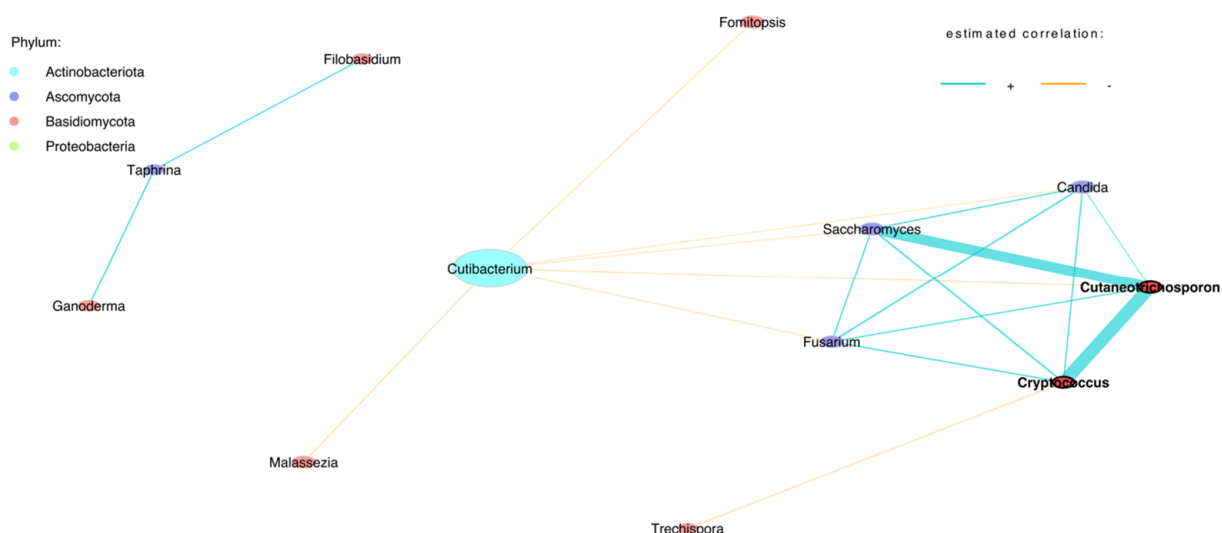 Fomitopsis
estimated correlation:
Phylum:
Filobasidium
Actinobacteriota
+ -
Ascomycota
Basidiomycota
Proteobacteria
Taphrina
Candida
Saccharomyces
Cutibacterium
Cutaneotrichosporon
Ganoderma
Fusarium
Cryptococcus
Malassezia
Trechispora